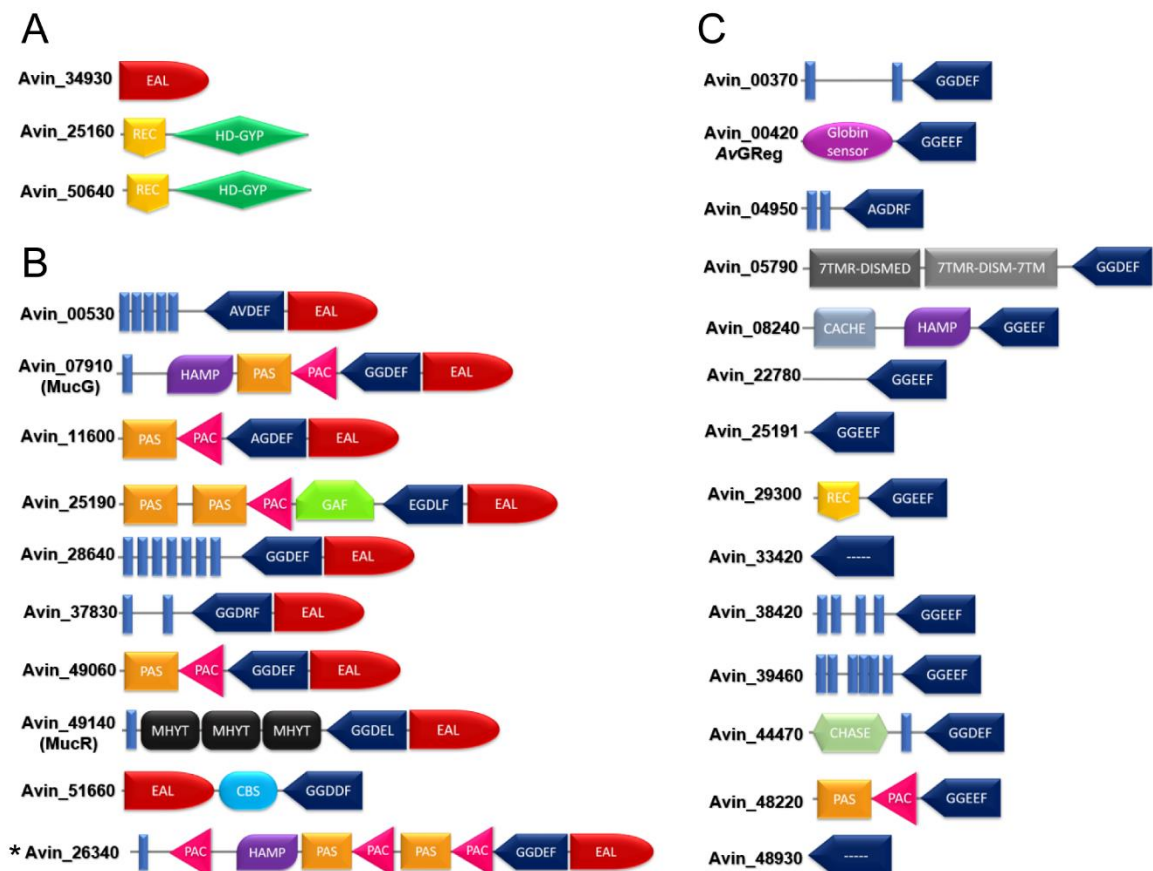 A
Avin_34930 EAL
Avin_25160 REC HD-GYP
Avin_50640 REC HD-GYP
B
Avin_00530 AVDEF EAL
Avin_07910
(MucG) HAMP PAS PAC GGDEF EAL
Avin_11600 PAS PAC AGDEF EAL
Avin_25190 PAS PAS PAC GAF EGDLF EAL
Avin_28640 GGDEF EAL
Avin_37830 GGDRF EAL
Avin_49060 PAS PAC GGDEF EAL
Avin_49140
(MucR) MHYT MHYT MHYT GGDEL EAL
Avin_51660 EAL CBS GGDDF
* Avin_26340 PAC HAMP PAS PAC PAS PAC GGDEF EAL
C
Avin_00370 GGDEF
Avin_00420
AvGReg Globin
sensor GGEEF
Avin_04950 AGDRF
Avin_05790 7TMR-DISMED 7TMR-DISM-7TM GGDEF
Avin_08240 CACHE HAMP GGEEF
Avin_22780 GGEEF
Avin_25191 GGEEF
Avin_29300 REC GGEEF
Avin_33420 -----
Avin_38420 GGEEF
Avin_39460 GGEEF
Avin_44470 CHASE GGDEF
Avin_48220 PAS PAC GGEEF
Avin_48930 -----